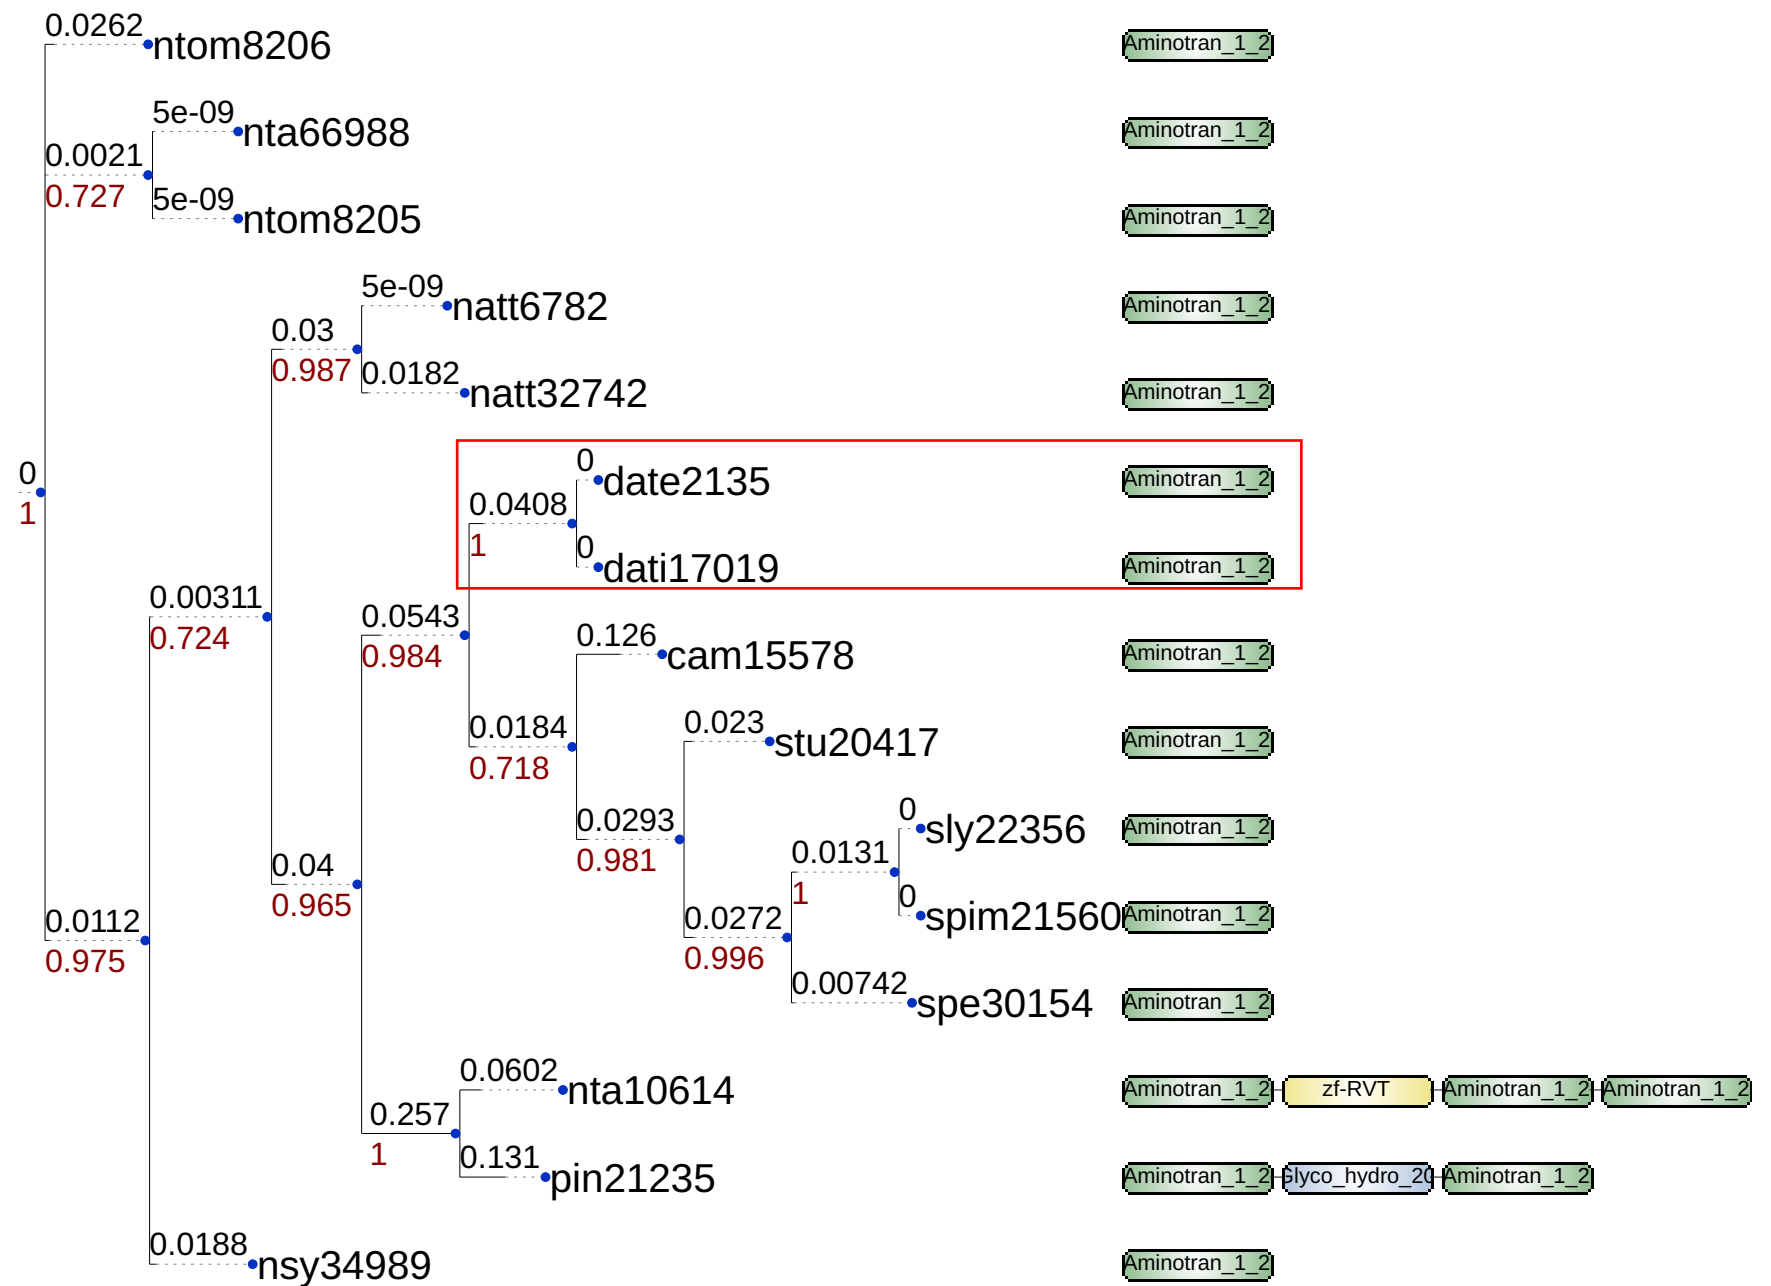 0.0262
ntom8206 Aminotran_1_2
5e-09
nta66988 Aminotran_1_2
0.0021
0.727
5e-09
ntom8205 Aminotran_1_2
5e-09
natt6782 Aminotran_1_2
0.03
0.987
0.0182
natt32742 Aminotran_1_2
0
date2135 Aminotran_1_2
0
1
0.0408
1
0
dati17019 Aminotran_1_2
0.00311
0.724
0.0543
0.984
0.126
cam15578 Aminotran_1_2
0.023
stu20417 Aminotran_1_2
0.0184
0.718
0
sly22356 Aminotran_1_2
0.0293
0.981
0.0131
1
0.04
0.965
0
spim21560 Aminotran_1_2
0.0112
0.975
0.0272
0.996
0.00742
spe30154 Aminotran_1_2
0.0602
nta10614 Aminotran_1_2 zf-RVT Aminotran_1_2 Aminotran_1_2
0.257
1
0.131
pin21235 Aminotran_1_2 Glyco_hydro_20 Aminotran_1_2
0.0188
nsy34989 Aminotran_1_2